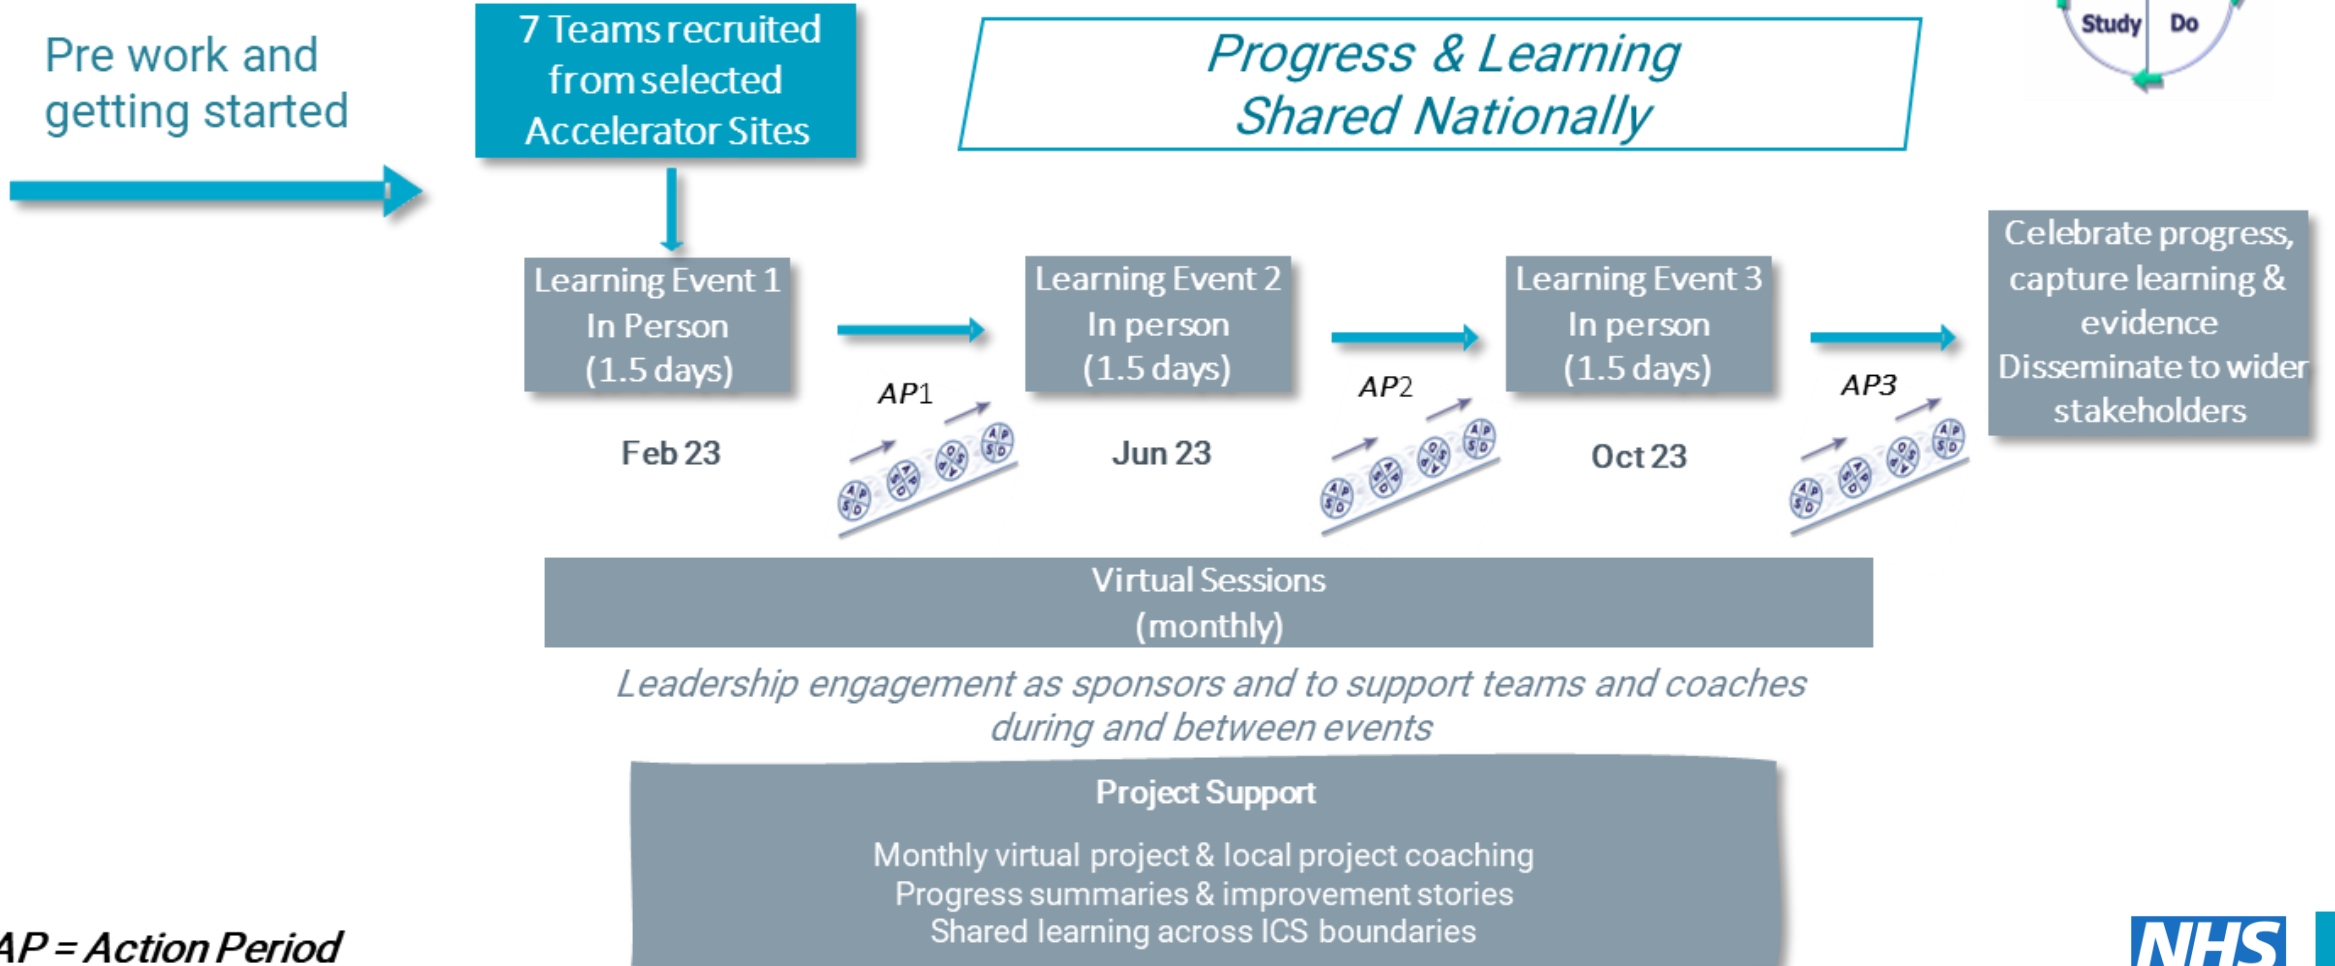 Pre work and
getting started
7 Teams recruited
from selected
Accelerator Sites
Progress & Learning
Shared Nationally
Study
Do
Learning Event 1
In Person
(1.5 days)
Feb 23
AP1
A P
S D
Learning Event 2
In person
(1.5 days)
Jun 23
AP2
A P
S D
Learning Event 3
In person
(1.5 days)
Oct 23
AP3
A P
S D
Celebrate progress,
capture learning &
evidence
Disseminate to wider
stakeholders
Virtual Sessions
(monthly)
Leadership engagement as sponsors and to support teams and coaches
during and between events
Project Support
Monthly virtual project & local project coaching
Progress summaries & improvement stories
Shared learning across ICS boundaries
AP = Action Period
NHS